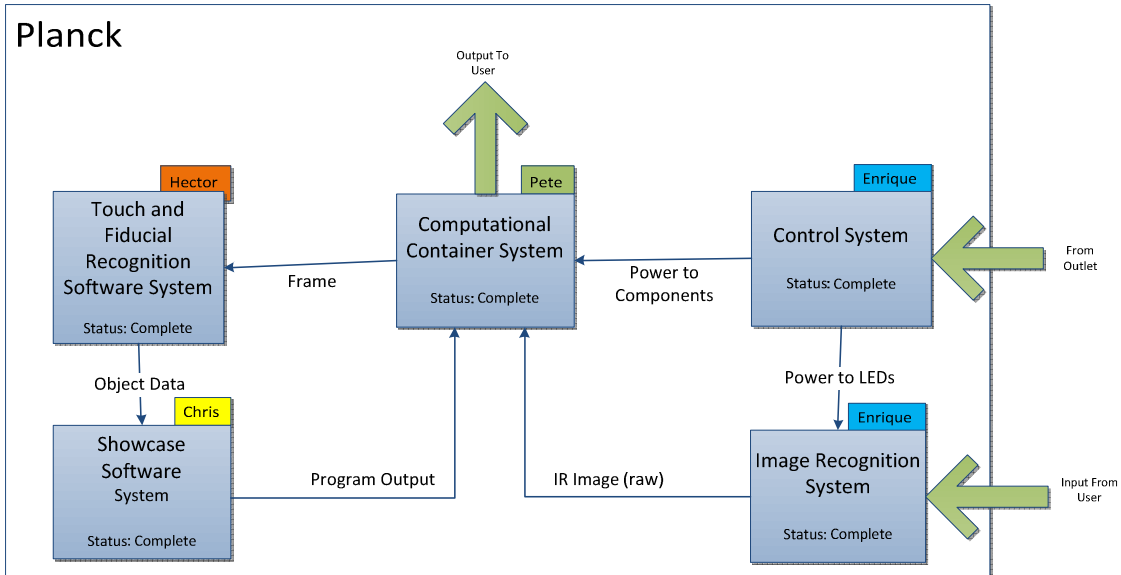 Planck
Output To
User
Hector
Touch and
Fiducial
Recognition
Software System
Status: Complete
Frame
Pete
Computational
Container System
Status: Complete
Power to
Components
Enrique
Control System
Status: Complete
From
Outlet
Object Data
Power to LEDs
Chris
Showcase
Software
System
Status: Complete
Program Output
IR Image (raw)
Enrique
Image Recognition
System
Status: Complete
Input From
User